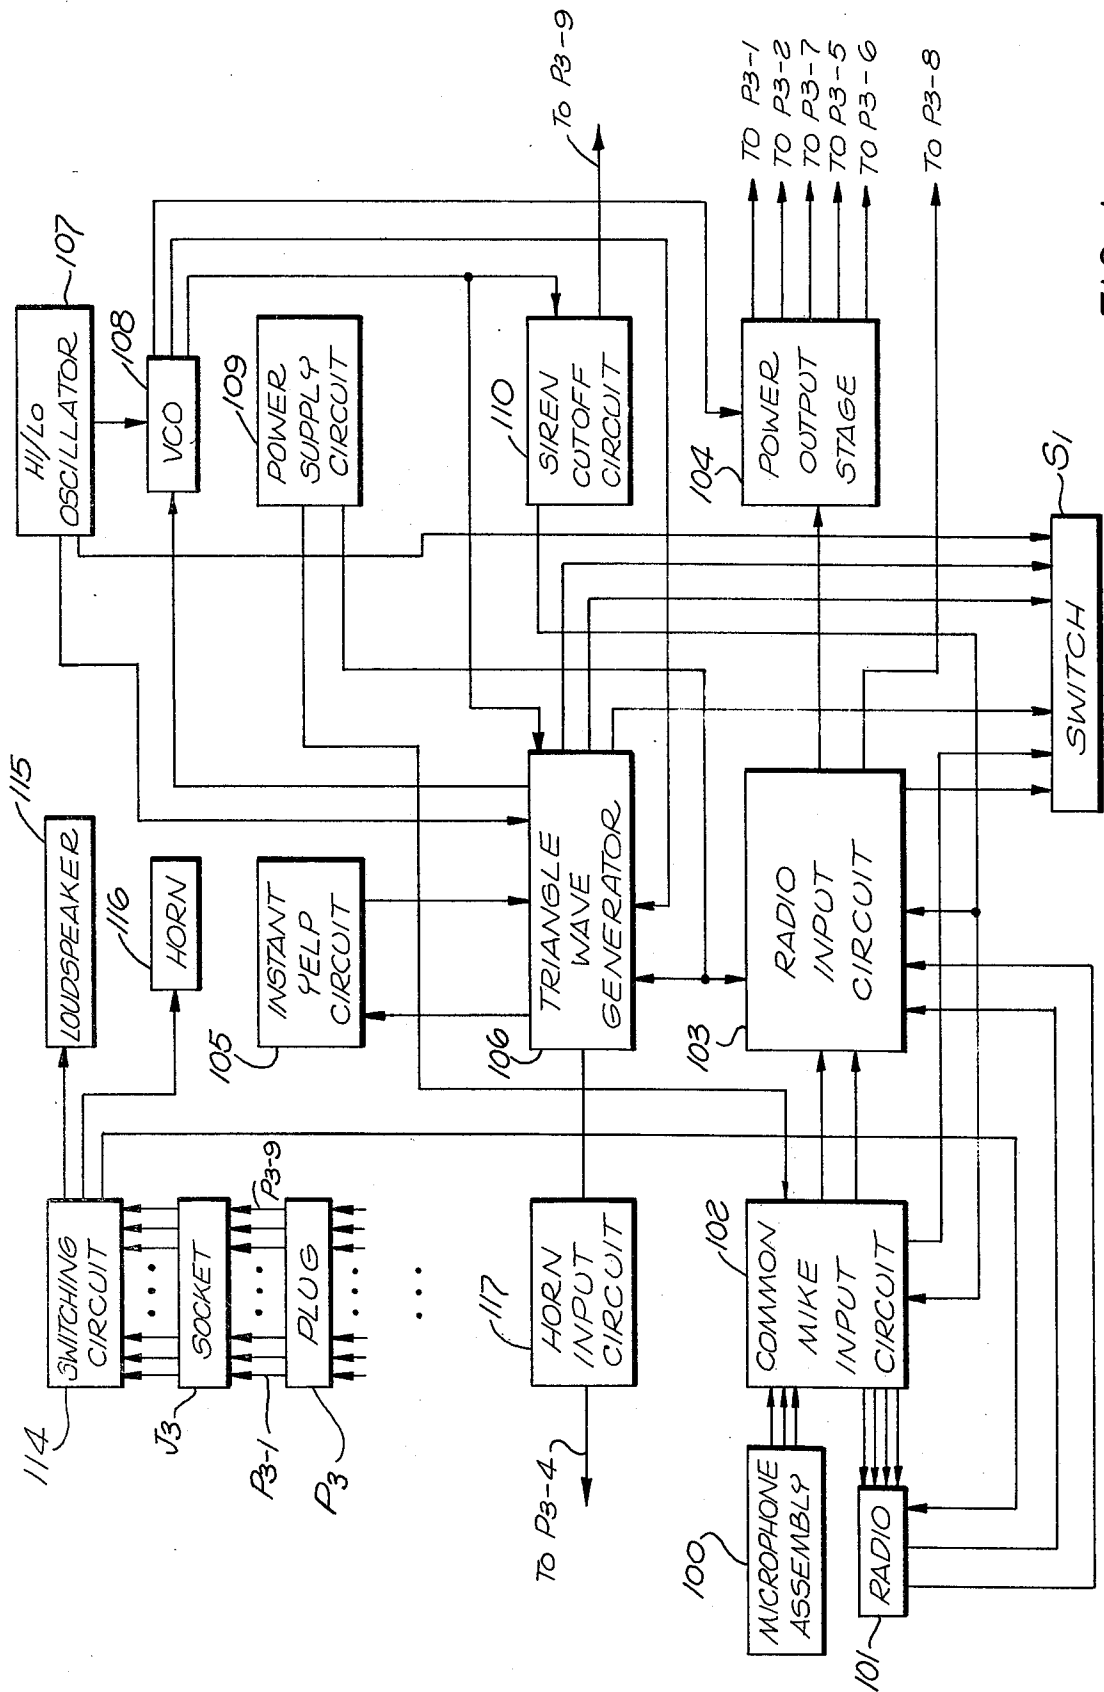 114
SWITCHING
CIRCUIT
115
LOUDSPEAKER
116
HORN
HI/LO
OSCILLATOR
107
J3
SOCKET
P3-9
P3-1
PLUG
P3
VCO
108
105
INSTANT
YELP
CIRCUIT
109
POWER
SUPPLY
CIRCUIT
TO P3-4
117
HORN
INPUT
CIRCUIT
106
TRIANGLE
WAVE
GENERATOR
110
SIREN
CUTOFF
CIRCUIT
TO P3-9
100
MICROPHONE
ASSEMBLY
101
RADIO
102
COMMON
MIKE
INPUT
CIRCUIT
103
RADIO
INPUT
CIRCUIT
104
POWER
OUTPUT
STAGE
TO P3-1
TO P3-2
TO P3-7
TO P3-5
TO P3-6
TO P3-8
SWITCH
S1